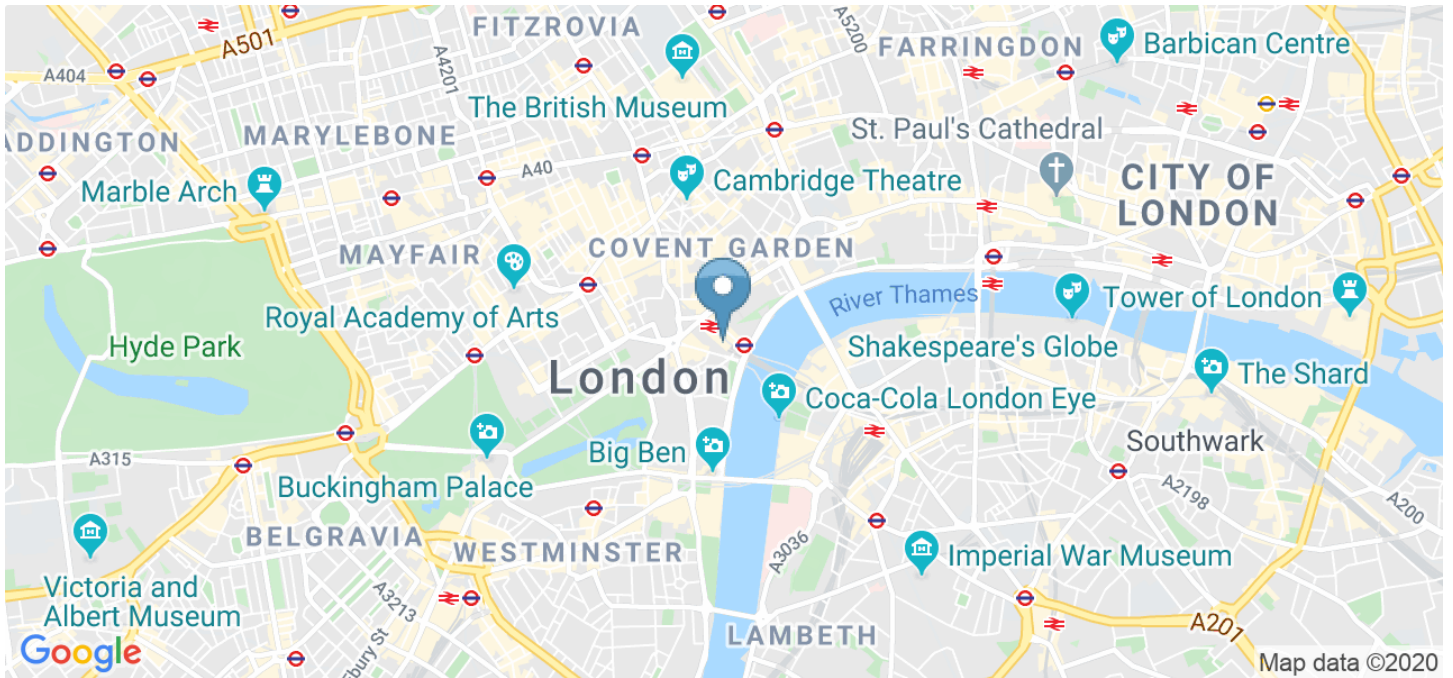 FITZROVIA
A501
A5200
FARRINGDON
Barbican Centre
A404
A4201
The British Museum
ADDINGTON
MARYLEBONE
St. Paul's Cathedral
A40
Marble Arch
Cambridge Theatre
CITY OF
LONDON
MAYFAIR
COVENT GARDEN
River Thames
Tower of London
Royal Academy of Arts
Hyde Park
Shakespeare's Globe
London
The Shard
Coca-Cola London Eye
Big Ben
Southwark
A315
Buckingham Palace
A2198
A200
BELGRAVIA
WESTMINSTER
A3036
Imperial War Museum
Victoria and
Albert Museum
A3213
LAMBETH
A201
Google
Map data ©2020